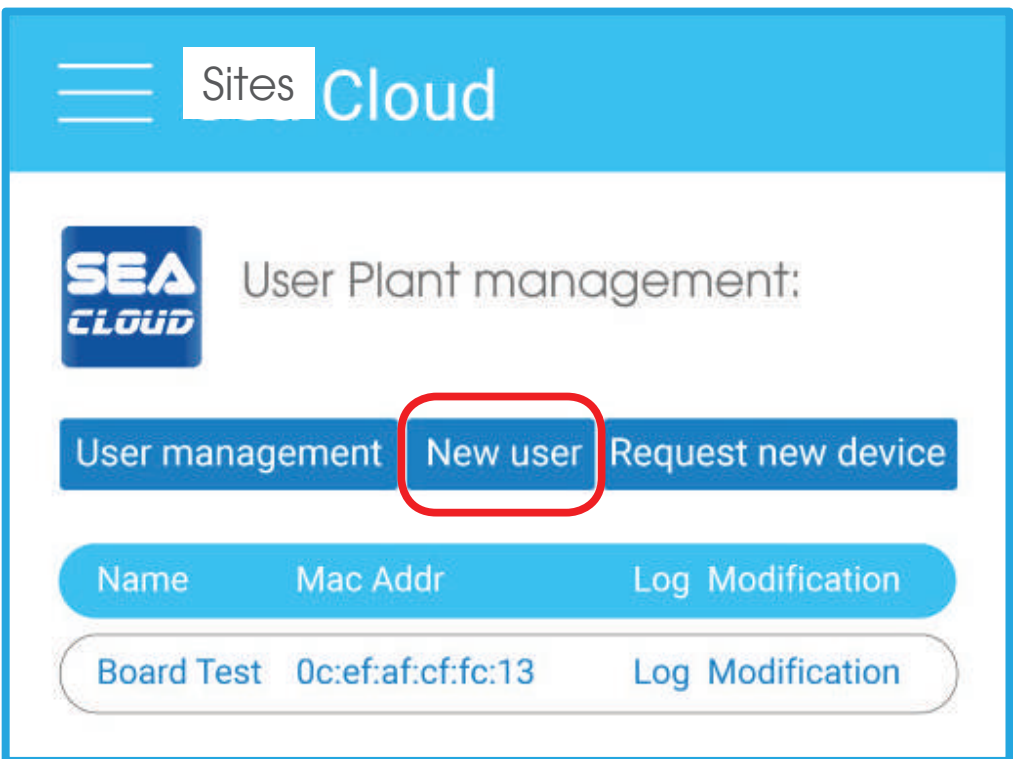 Sites Cloud
SEA
CLOUD
User Plant management:
User management New user Request new device
Name Mac Addr Log Modification
Board Test 0c:ef:af:cf:fc:13 Log Modification